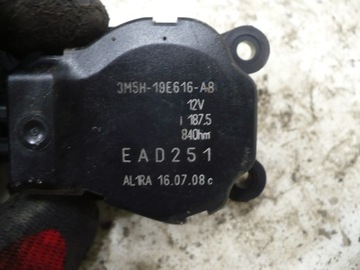 3M5H-19E616-AB
12V
i 187.5
84Ohm
EAD251
AL1RA 16.07.08 c